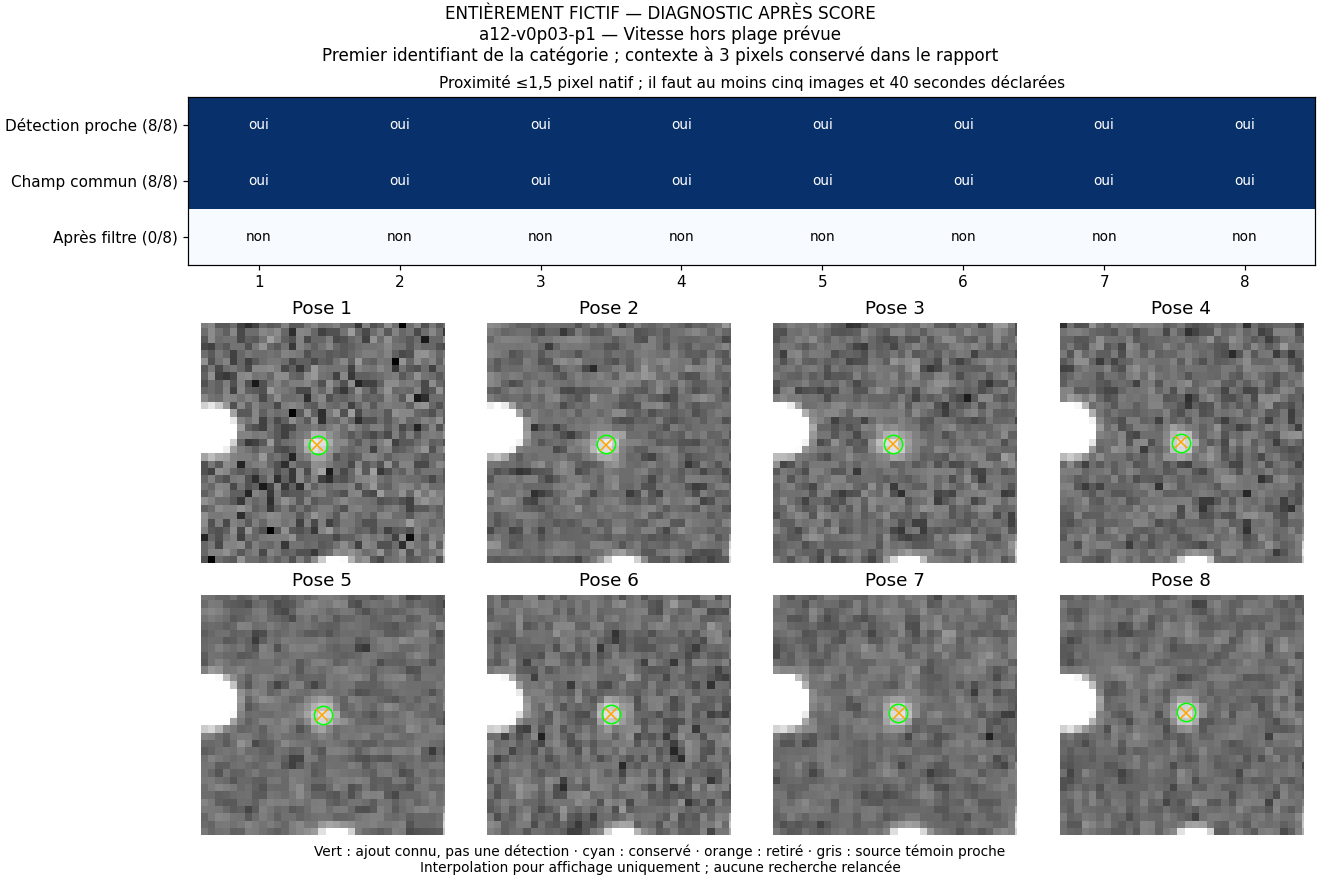 ENTIÈREMENT FICTIF — DIAGNOSTIC APRÈS SCORE
a12-v0p03-p1 — Vitesse hors plage prévue
Premier identifiant de la catégorie ; contexte à 3 pixels conservé dans le rapport
Proximité ≤1,5 pixel natif ; il faut au moins cinq images et 40 secondes déclarées
Détection proche (8/8) oui oui oui oui oui oui oui oui
Champ commun (8/8) oui oui oui oui oui oui oui oui
Après filtre (0/8) non non non non non non non non
1 2 3 4 5 6 7 8
Pose 1 Pose 2 Pose 3 Pose 4
Pose 5 Pose 6 Pose 7 Pose 8
Vert : ajout connu, pas une détection · cyan : conservé · orange : retiré · gris : source témoin proche
Interpolation pour affichage uniquement ; aucune recherche relancée